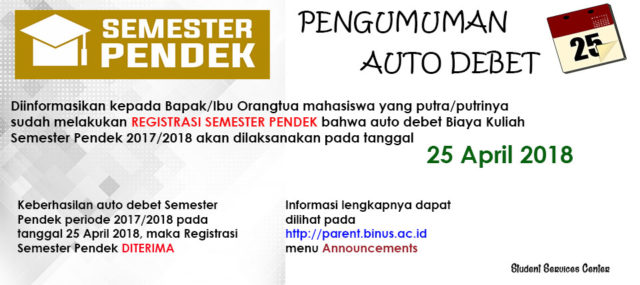 SEMESTER
PENDEK
PENGUMUMAN
AUTO DEBET
25
Diinformasikan kepada Bapak/Ibu Orangtua mahasiswa yang putra/putrinya
sudah melakukan REGISTRASI SEMESTER PENDEK bahwa auto debet Biaya Kuliah
Semester Pendek 2017/2018 akan dilaksanakan pada tanggal
25 April 2018
Keberhasilan auto debet Semester
Pendek periode 2017/2018 pada
tanggal 25 April 2018, maka Registrasi
Semester Pendek DITERIMA
Informasi lengkapnya dapat
dilihat pada
http://parent.binus.ac.id
menu Announcements
Student Services Center